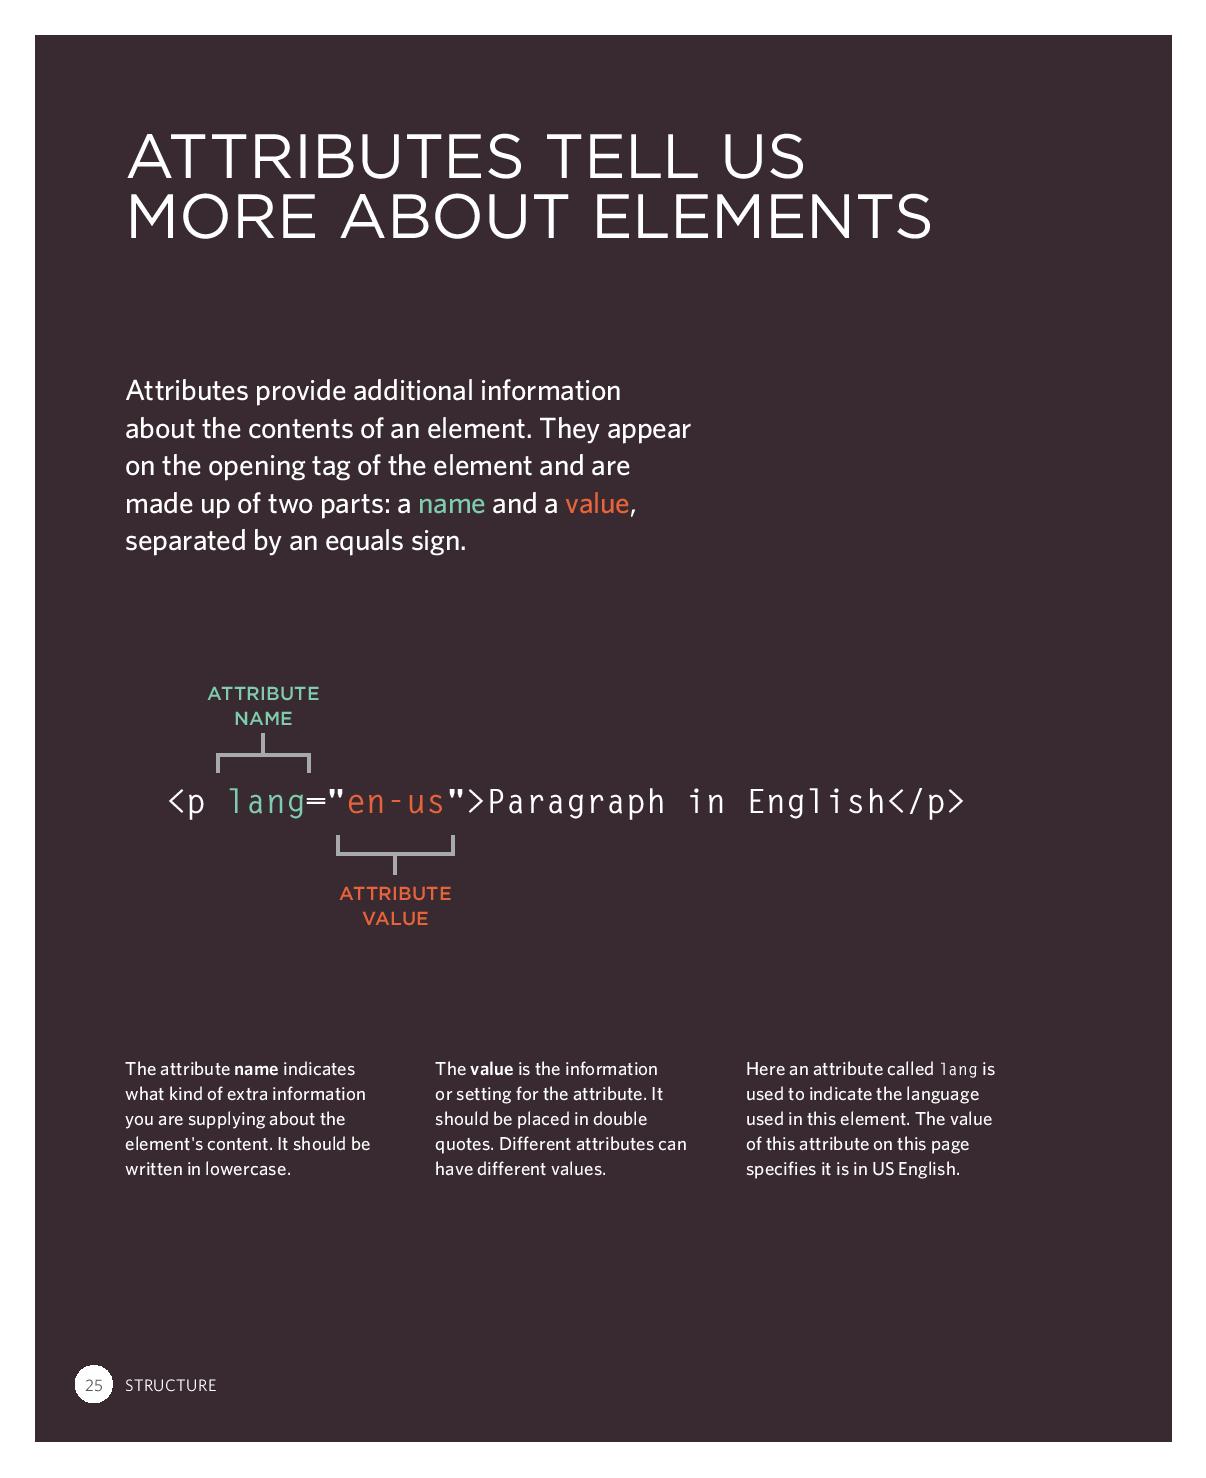 ATTRIBUTES TELL US
MORE ABOUT ELEMENTS
Attributes provide additional information
about the contents of an element. They appear
on the opening tag of the element and are
made up of two parts: a name and a value,
separated by an equals sign.
ATTRIBUTE
NAME
<p lang="en-us">Paragraph in English</p>
ATTRIBUTE
VALUE
The attribute name indicates
what kind of extra information
you are supplying about the
element's content. It should be
written in lowercase.
The value is the information
or setting for the attribute. It
should be placed in double
quotes. Different attributes can
have different values.
Here an attribute called lang is
used to indicate the language
used in this element. The value
of this attribute on this page
specifies it is in US English.
25 STRUCTURE